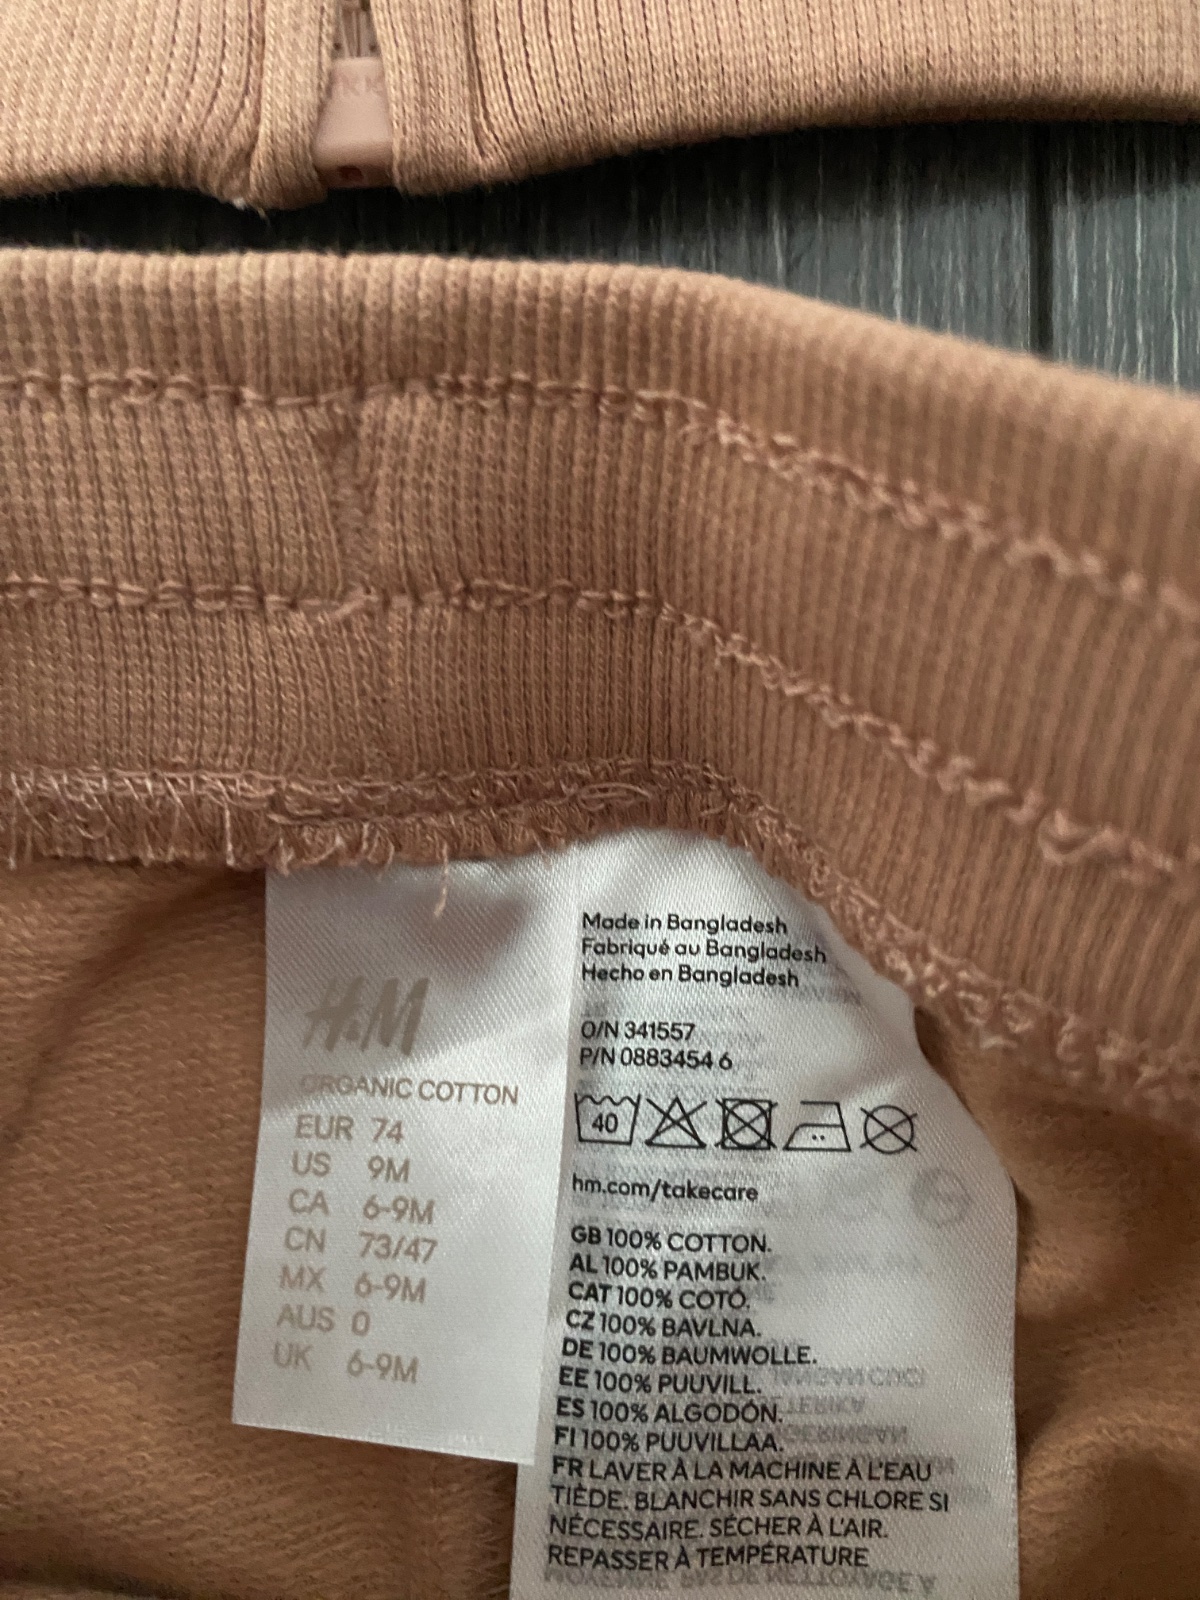 H&M
ORGANIC COTTON
EUR 74
US 9M
CA 6-9M
CN 73/47
MX 6-9M
AUS 0
UK 6-9M
Made in Bangladesh
Fabriqué au Bangladesh
Hecho en Bangladesh
O/N 341557
P/N 0883454 6
40
hm.com/takecare
GB 100% COTTON.
AL 100% PAMBUK.
CAT 100% COTÓ.
CZ 100% BAVLNA.
DE 100% BAUMWOLLE.
EE 100% PUUVILL.
ES 100% ALGODÓN.
FI 100% PUUVILLAA.
FR LAVER À LA MACHINE À L'EAU
TIÈDE. BLANCHIR SANS CHLORE SI
NÉCESSAIRE. SÉCHER À L'AIR.
REPASSER À TEMPÉRATURE